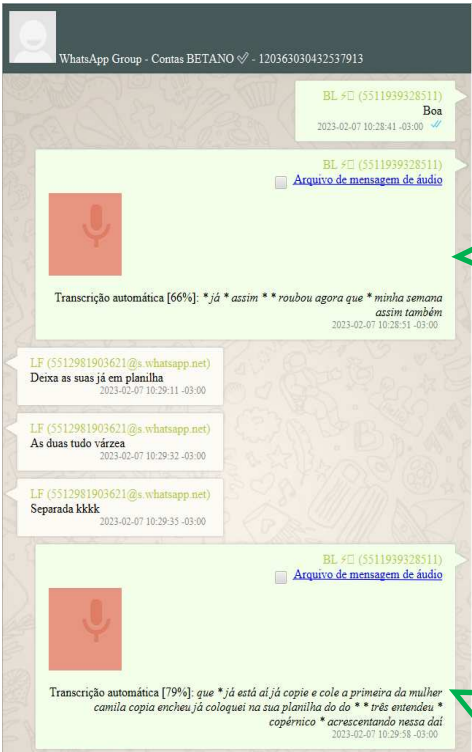 WhatsApp Group - Contas BETANO ✅ - 120363030432537913
BL ⚡ (5511939328511)
Boa
2023-02-07 10:28:41 -03:00
BL ⚡ (5511939328511)
Arquivo de mensagem de áudio
Transcrição automática [66%]: * já * assim * * roubou agora que * minha semana
assim também
2023-02-07 10:28:51 -03:00
LF (5512981903621@s.whatsapp.net)
Deixa as suas já em planilha
2023-02-07 10:29:11 -03:00
LF (5512981903621@s.whatsapp.net)
As duas tudo várzea
2023-02-07 10:29:32 -03:00
LF (5512981903621@s.whatsapp.net)
Separada kkkk
2023-02-07 10:29:35 -03:00
BL ⚡ (5511939328511)
Arquivo de mensagem de áudio
Transcrição automática [79%]: que * já está aí já copie e cole a primeira da mulher
camila copia encheu já coloquei na sua planilha do do * * três entendeu *
copérnico * acrescentando nessa daí
2023-02-07 10:29:58 -03:00